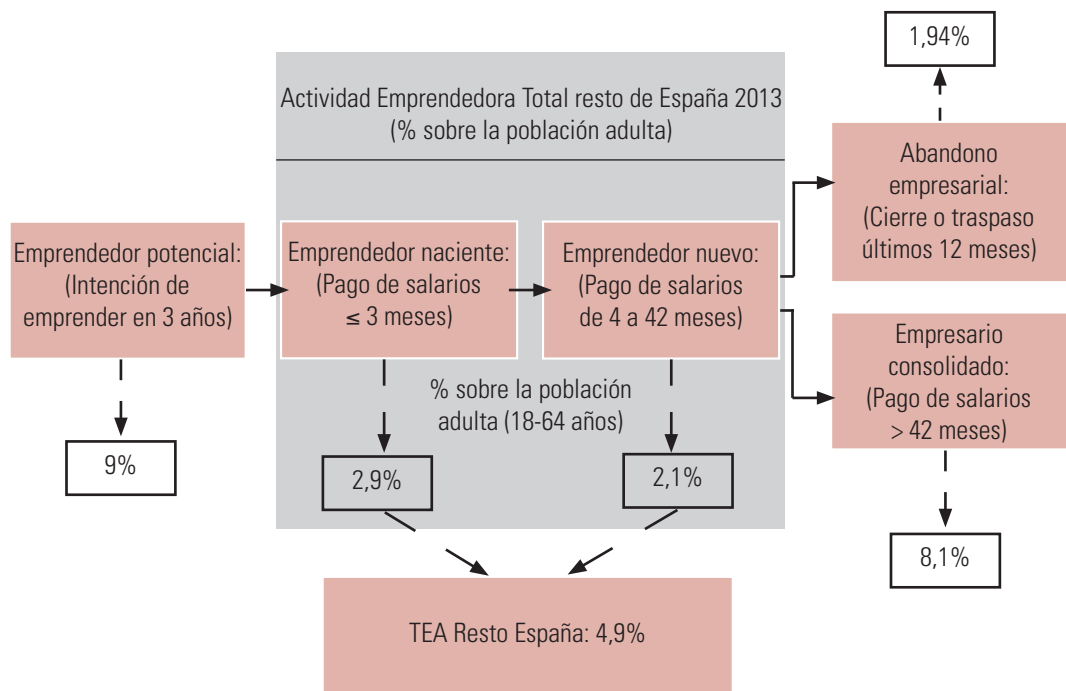 1,94%
Actividad Emprendedora Total resto de España 2013
(% sobre la población adulta)
Abandono
empresarial:
(Cierre o traspaso
últimos 12 meses)
Emprendedor potencial:
(Intención de
emprender en 3 años)
Emprendedor naciente:
(Pago de salarios
≤ 3 meses)
Emprendedor nuevo:
(Pago de salarios
de 4 a 42 meses)
Empresario
consolidado:
(Pago de salarios
> 42 meses)
% sobre la población
adulta (18-64 años)
9%
2,9%
2,1%
8,1%
TEA Resto España: 4,9%